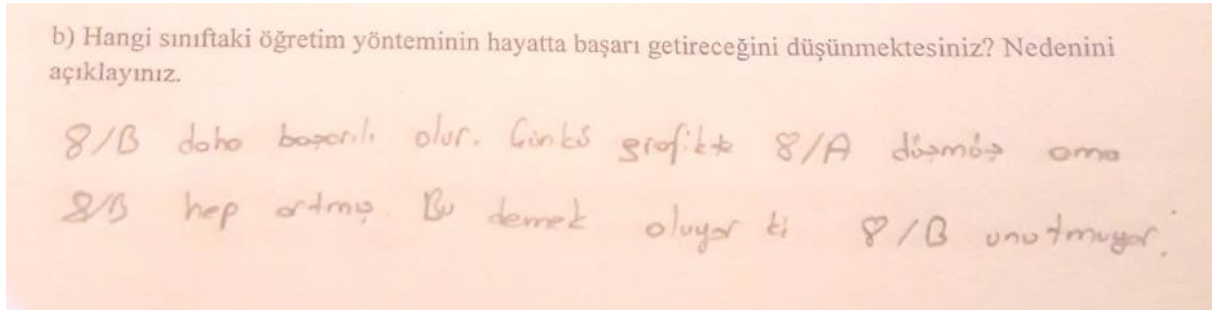 b) Hangi sınıftaki öğretim yönteminin hayatta başarı getireceğini düşünmektesiniz? Nedenini
açıklayınız.
8/B daha başarılı olur. Çünkü grafikte 8/A düşmüş ama
8/B hep artmış Bu demek oluyor ki 8/B unutmuyor.